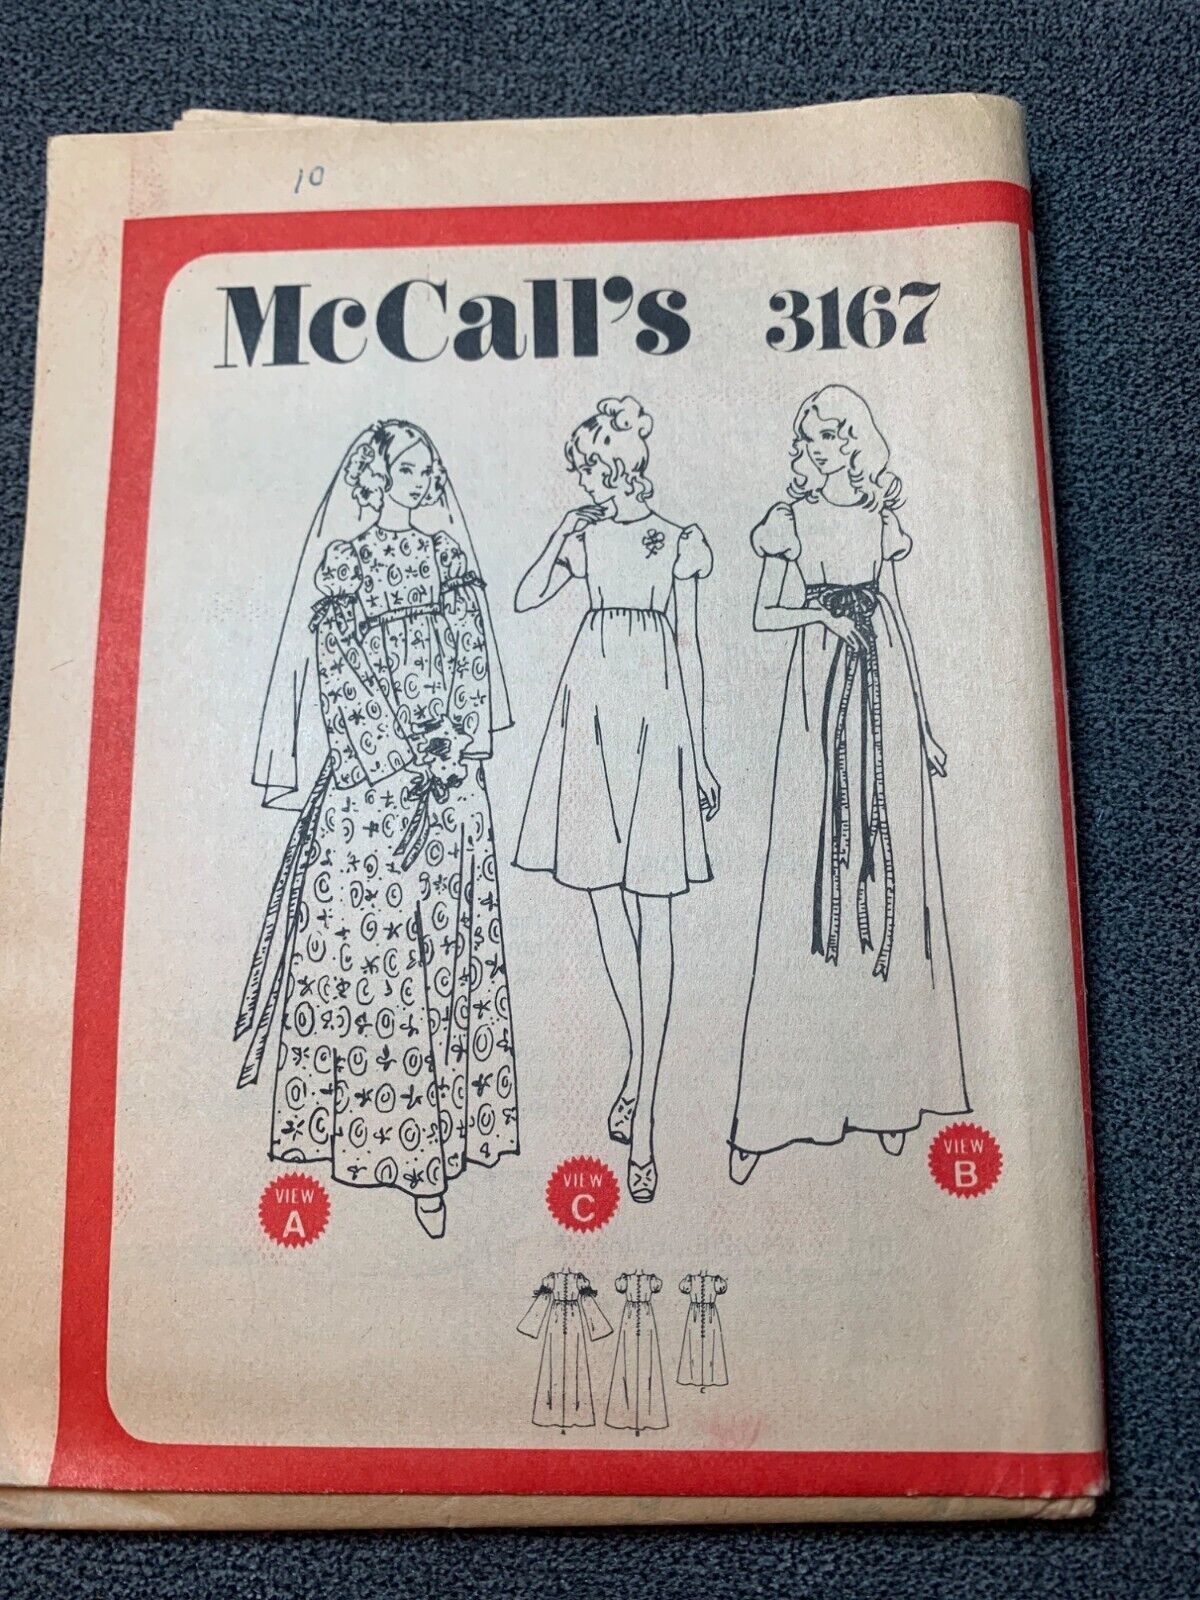 10
McCall's 3167
VIEW A
VIEW C
VIEW B
A
B
C